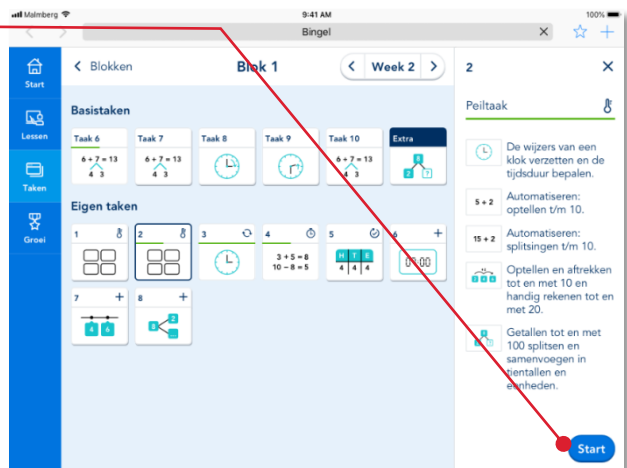 Malmberg 9:41 AM 100%
Bingel
Start
Lessen
Taken
Groei
Blokken
Blok 1
Week 2
Basistaken
Taak 6
6 + 7 = 13
4 3
Taak 7
6 + 7 = 13
4 3
Taak 8
Taak 9
Taak 10
6 + 7 = 13
4 3
Extra
2 ?
Eigen taken
1
2
3
4
3 + 5 = 8
10 - 8 = 5
5
H T E
4 4 4
6 +
7 +
4 6
8 +
8 2
2
Peiltaak
De wijzers van een
klok verzetten en de
tijdsduur bepalen.
5 + 2
Automatiseren:
optellen t/m 10.
15 + 2
Automatiseren:
splitsingen t/m 10.
Optellen en aftrekken
tot en met 10 en
handig rekenen tot en
met 20.
Getallen tot en met
100 splitsen en
samenvoegen in
tientallen en
eenheden.
Start